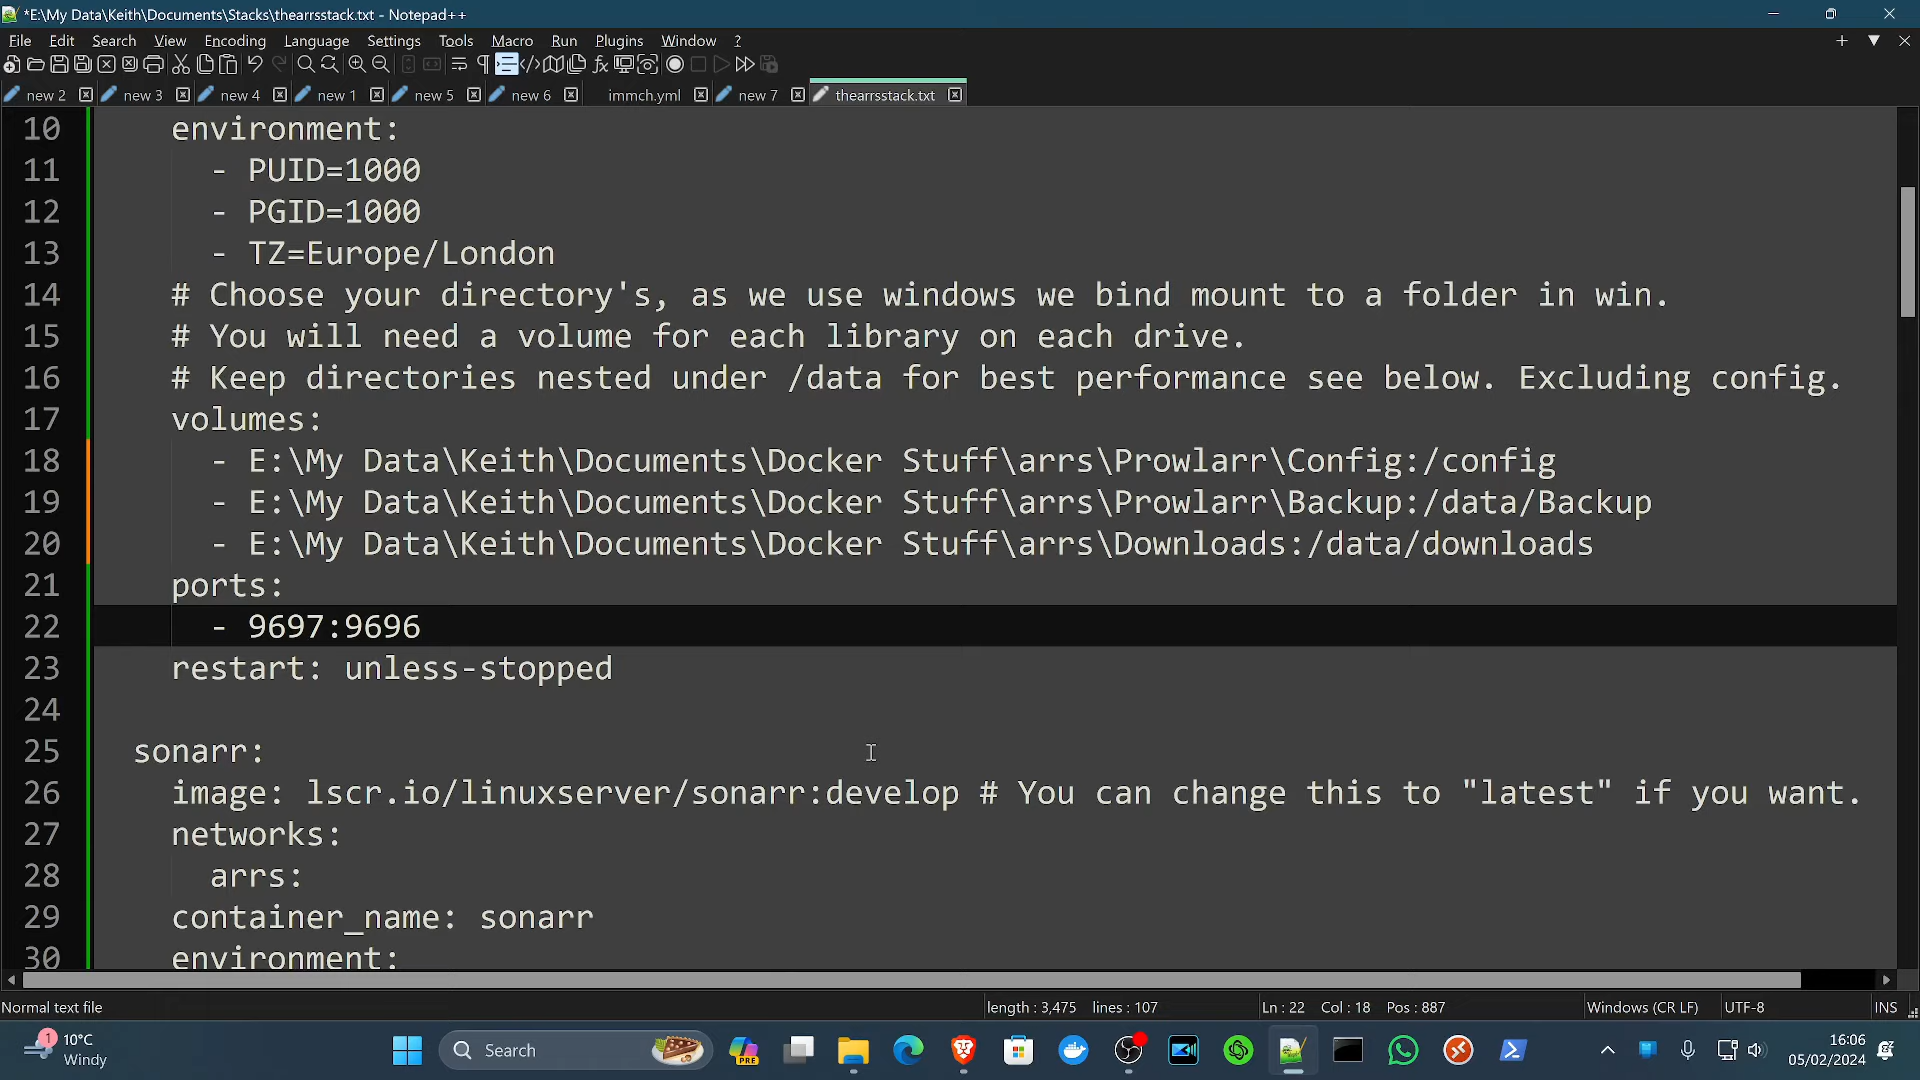 *E:\My Data\Keith\Documents\Stacks\thearrsstack.txt - Notepad++
File Edit Search View Encoding Language Settings Tools Macro Run Plugins Window ?
new 2 new 3 new 4 new 1 new 5 new 6 immch.yml new 7 thearrsstack.txt
10 environment:
11 - PUID=1000
12 - PGID=1000
13 - TZ=Europe/London
14 # Choose your directory's, as we use windows we bind mount to a folder in win.
15 # You will need a volume for each library on each drive.
16 # Keep directories nested under /data for best performance see below. Excluding config.
17 volumes:
18 - E:\My Data\Keith\Documents\Docker Stuff\arrs\Prowlarr\Config:/config
19 - E:\My Data\Keith\Documents\Docker Stuff\arrs\Prowlarr\Backup:/data/Backup
20 - E:\My Data\Keith\Documents\Docker Stuff\arrs\Downloads:/data/downloads
21 ports:
22 - 9697:9696
23 restart: unless-stopped
24
25 sonarr:
26 image: lscr.io/linuxserver/sonarr:develop # You can change this to "latest" if you want.
27 networks:
28 arrs:
29 container_name: sonarr
30 environment:
Normal text file length : 3,475 lines : 107 Ln : 22 Col : 18 Pos : 887 Windows (CR LF) UTF-8 INS
1 10°C
Windy
Search
PRE
16:06
05/02/2024